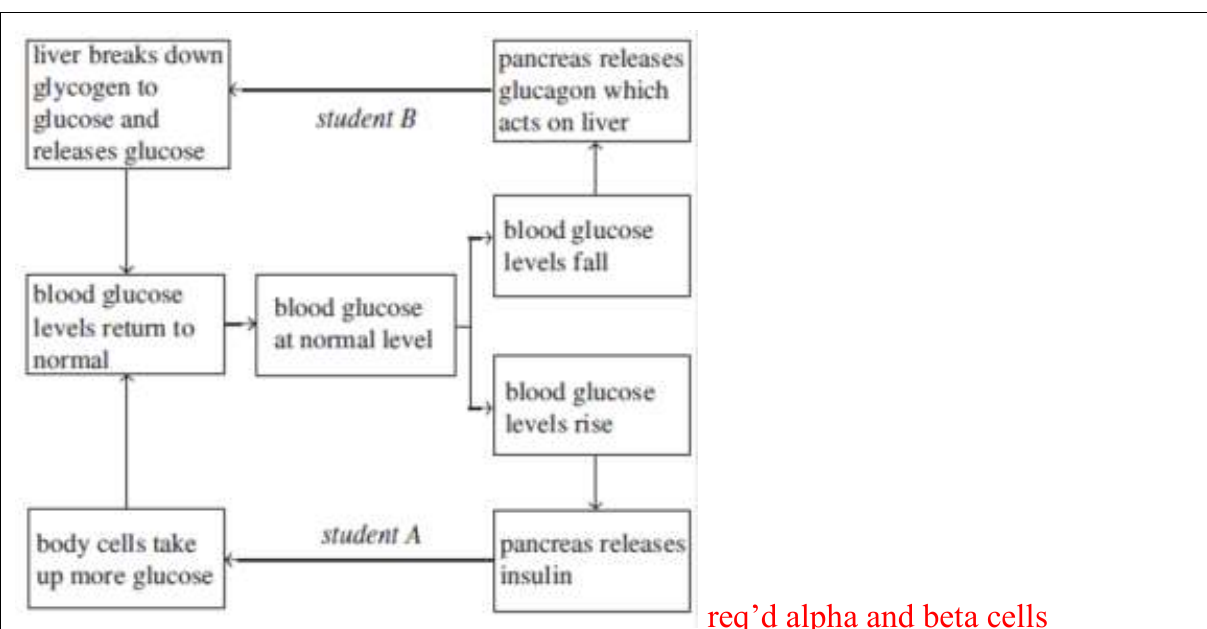 liver breaks down
glycogen to
glucose and
releases glucose
student B
pancreas releases
glucagon which
acts on liver
blood glucose
levels fall
blood glucose
levels return to
normal
blood glucose
at normal level
blood glucose
levels rise
body cells take
up more glucose
student A
pancreas releases
insulin
req’d alpha and beta cells